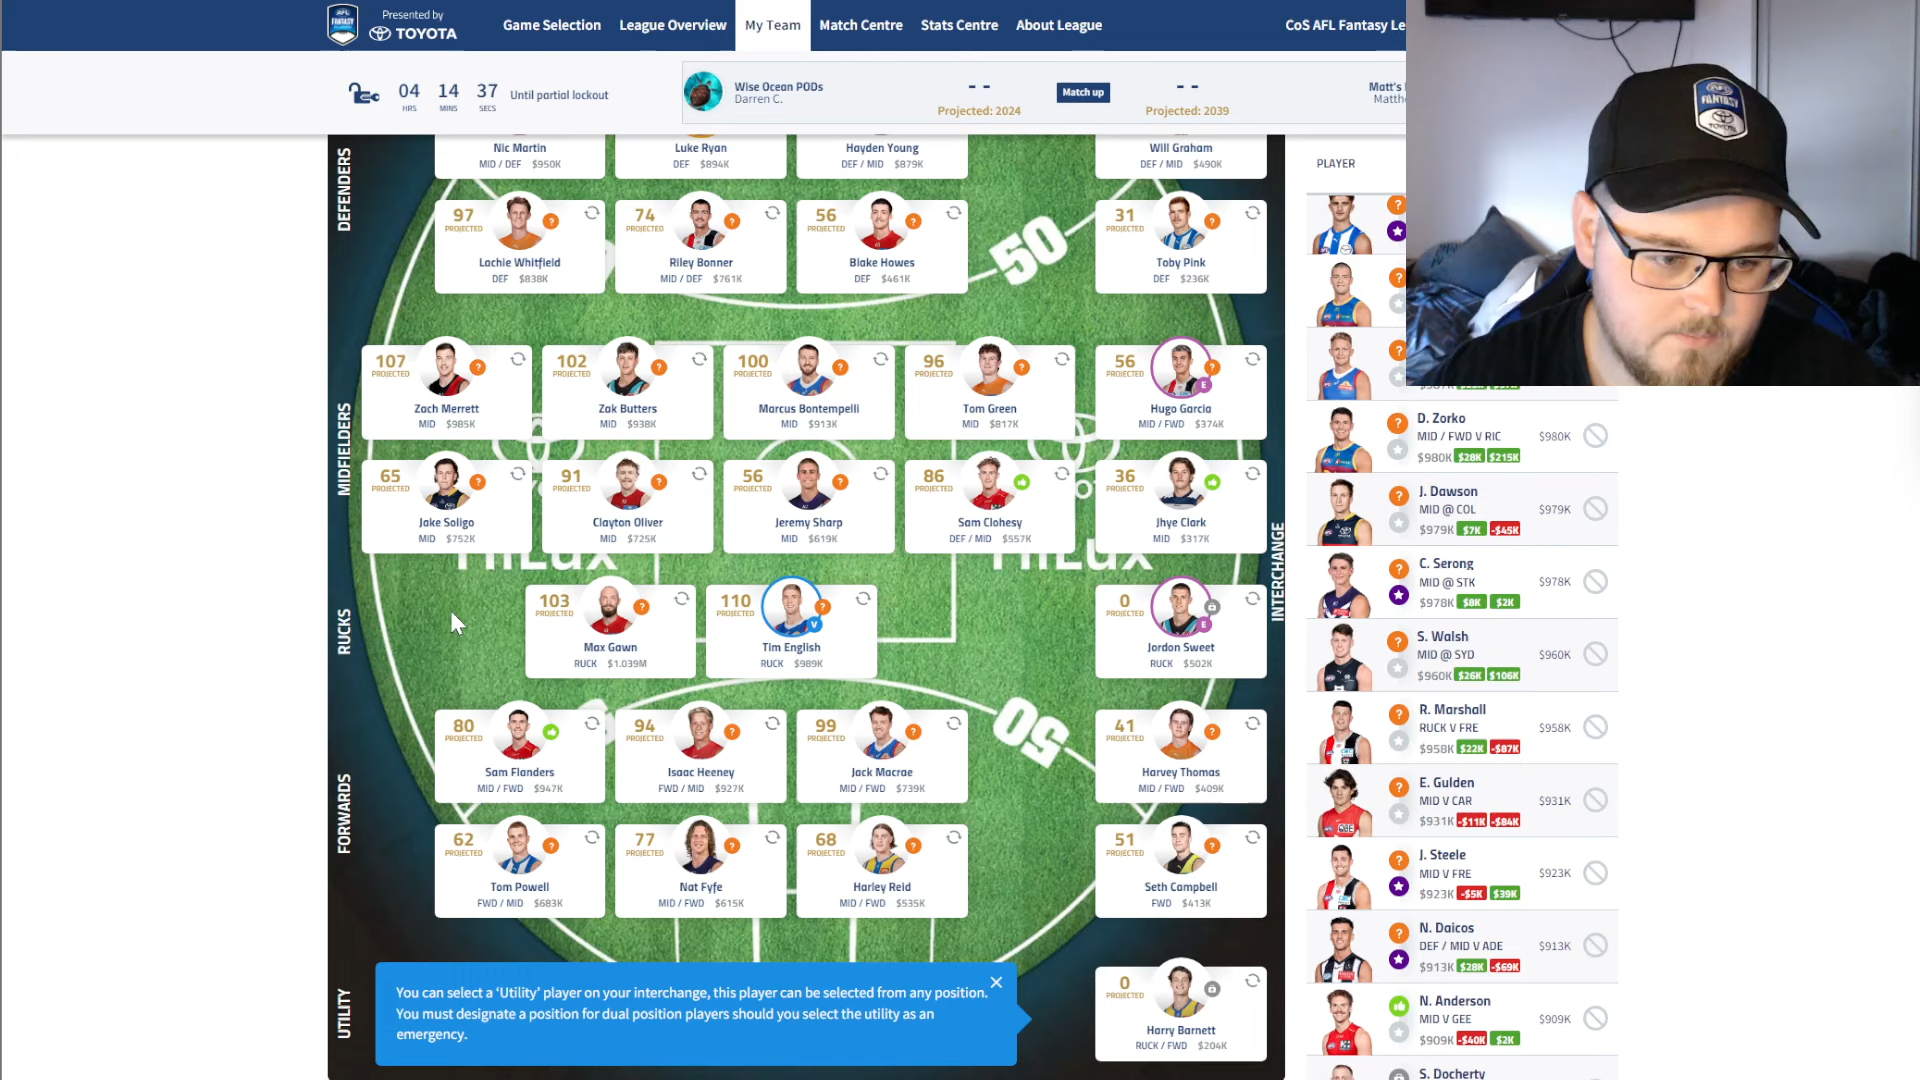 AFL
FANTASY
Presented by
TOYOTA
Game Selection
League Overview
My Team
Match Centre
Stats Centre
About League
CoS AFL Fantasy Le
04 14 37 Until partial lockout
HRS MINS SECS
Wise Ocean PODs
Darren C.
- -
Projected: 2024
Match up
- -
Projected: 2039
Matt's
Matth
AFL
FANTASY
DEFENDERS
Nic Martin
MID / DEF $950K
Luke Ryan
DEF $894K
Hayden Young
DEF / MID $879K
Will Graham
DEF / MID $490K
97
PROJECTED
Lachie Whitfield
DEF $838K
74
PROJECTED
Riley Bonner
MID / DEF $761K
56
PROJECTED
Blake Howes
DEF $461K
31
PROJECTED
Toby Pink
DEF $236K
50
MIDFIELDERS
107
PROJECTED
Zach Merrett
MID $985K
102
PROJECTED
Zak Butters
MID $938K
100
PROJECTED
Marcus Bontempelli
MID $913K
96
PROJECTED
Tom Green
MID $817K
56
PROJECTED
E
Hugo Garcia
MID / FWD $374K
65
PROJECTED
Jake Soligo
MID $752K
91
PROJECTED
Clayton Oliver
MID $725K
56
PROJECTED
Jeremy Sharp
MID $619K
86
PROJECTED
Sam Clohesy
DEF / MID $557K
36
PROJECTED
Jhye Clark
MID $317K
HiLux
HiLux
INTERCHANGE
RUCKS
103
PROJECTED
Max Gawn
RUCK $1.039M
110
PROJECTED
V
Tim English
RUCK $989K
0
PROJECTED
E
Jordon Sweet
RUCK $502K
FORWARDS
80
PROJECTED
Sam Flanders
MID / FWD $947K
94
PROJECTED
Isaac Heeney
FWD / MID $927K
99
PROJECTED
Jack Macrae
MID / FWD $739K
41
PROJECTED
Harvey Thomas
MID / FWD $409K
50
62
PROJECTED
Tom Powell
FWD / MID $683K
77
PROJECTED
Nat Fyfe
MID / FWD $615K
68
PROJECTED
Harley Reid
MID / FWD $535K
51
PROJECTED
Seth Campbell
FWD $413K
UTILITY
You can select a ‘Utility’ player on your interchange, this player can be selected from any position.
You must designate a position for dual position players should you select the utility as an
emergency.
0
PROJECTED
Harry Barnett
RUCK / FWD $204K
PLAYER
D. Zorko
MID / FWD V RIC $980K
$980K $28K $215K
J. Dawson
MID @ COL $979K
$979K $7K -$45K
C. Serong
MID @ STK $978K
$978K $8K $2K
S. Walsh
MID @ SYD $960K
$960K $26K $106K
R. Marshall
RUCK V FRE $958K
$958K $22K -$87K
E. Gulden
MID V CAR $931K
$931K -$11K -$84K
J. Steele
MID V FRE $923K
$923K -$5K $39K
N. Daicos
DEF / MID V ADE $913K
$913K $28K -$69K
N. Anderson
MID V GEE $909K
$909K -$40K $2K
S. Docherty